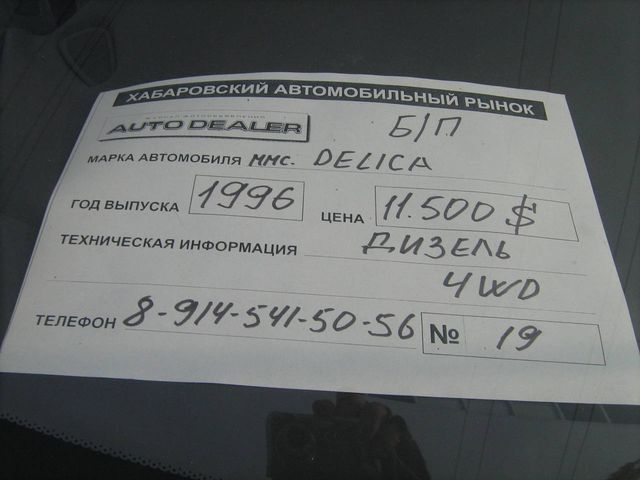 ХАБАРОВСКИЙ АВТОМОБИЛЬНЫЙ РЫНОК
AUTO DEALER
Б/П
МАРКА АВТОМОБИЛЯ ММС. DELICA
ГОД ВЫПУСКА 1996 ЦЕНА 11.500 $
ТЕХНИЧЕСКАЯ ИНФОРМАЦИЯ ДИЗЕЛЬ
4WD
ТЕЛЕФОН 8-914-541-50-56 № 19